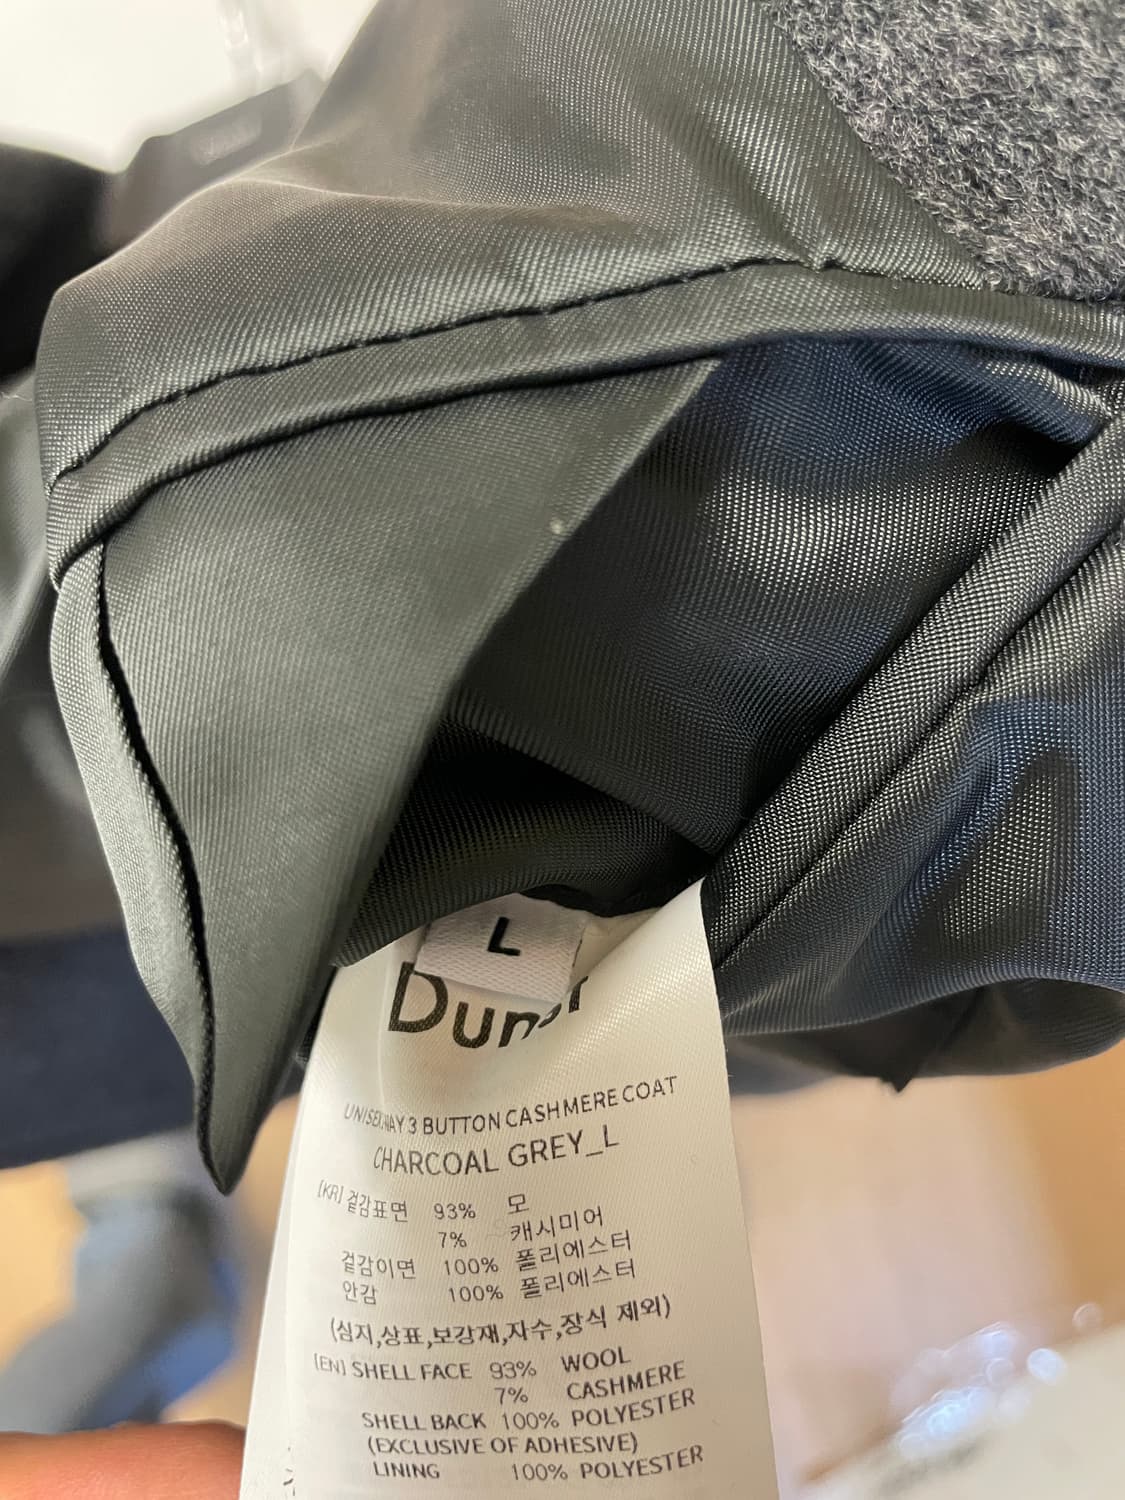 L
UNISEX MAY 3 BUTTON CASHMERE COAT
CHARCOAL GREY_L
[KR] 겉감표면 93% 모
7% 캐시미어
겉감이면 100% 폴리에스터
안감 100% 폴리에스터
(심지,상표,보강재,자수,장식 제외)
[EN] SHELL FACE 93% WOOL
7% CASHMERE
SHELL BACK 100% POLYESTER
(EXCLUSIVE OF ADHESIVE)
LINING 100% POLYESTER